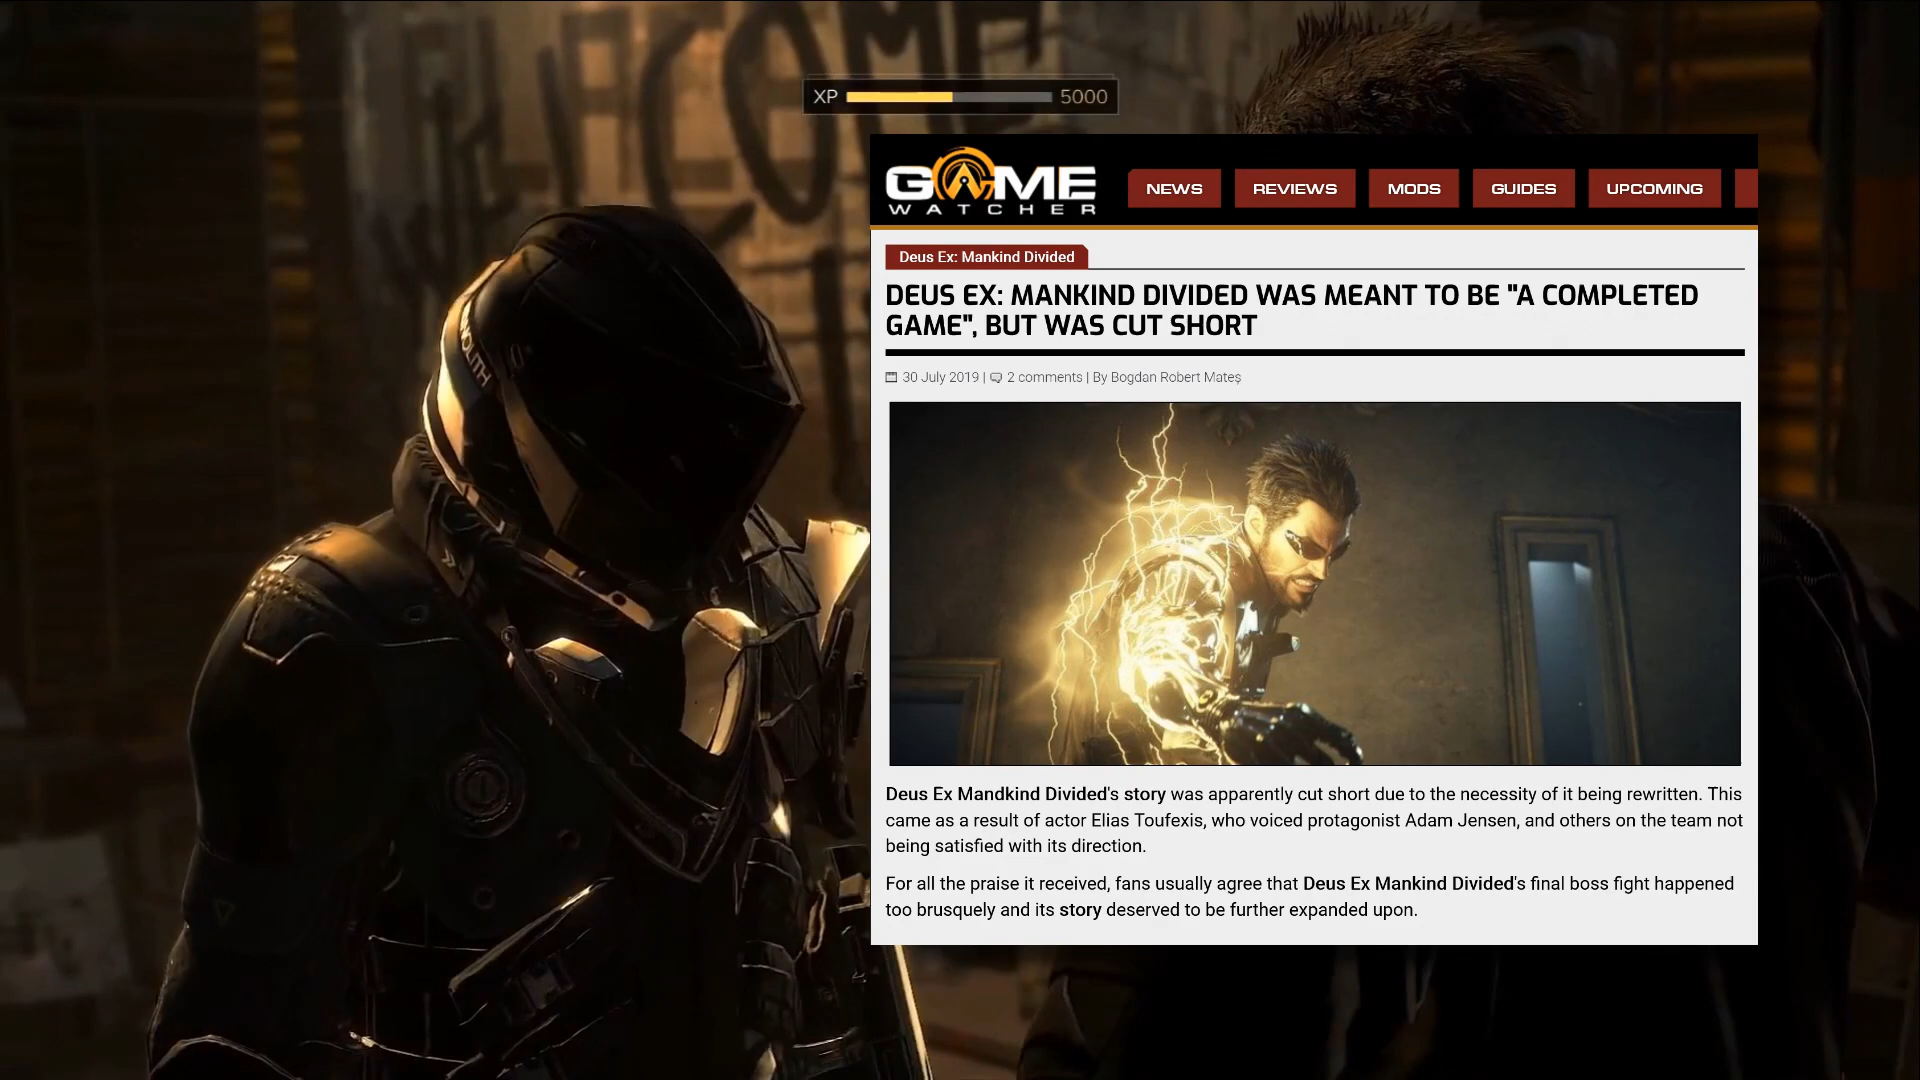 WELCOME
XP 5000
GAME
WATCHER
NEWS REVIEWS MODS GUIDES UPCOMING
Deus Ex: Mankind Divided
DEUS EX: MANKIND DIVIDED WAS MEANT TO BE "A COMPLETED
GAME", BUT WAS CUT SHORT
30 July 2019 | 2 comments | By Bogdan Robert Mateș
Deus Ex Mandkind Divided's story was apparently cut short due to the necessity of it being rewritten. This
came as a result of actor Elias Toufexis, who voiced protagonist Adam Jensen, and others on the team not
being satisfied with its direction.
For all the praise it received, fans usually agree that Deus Ex Mankind Divided's final boss fight happened
too brusquely and its story deserved to be further expanded upon.